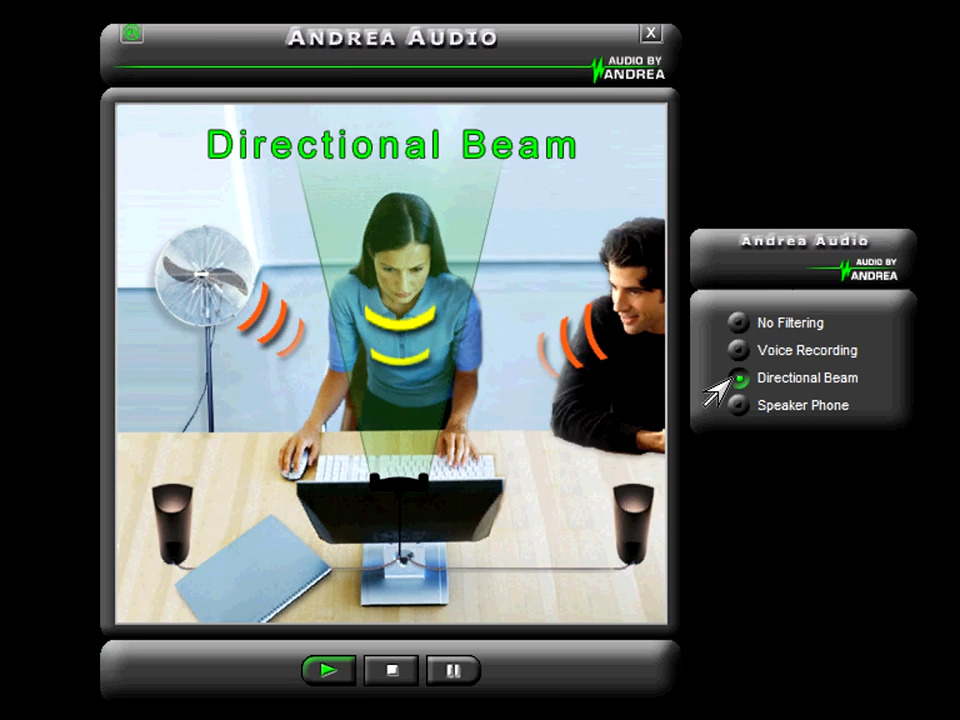 ANDREA AUDIO
X
AUDIO BY
ANDREA
Directional Beam
Andrea Audio
AUDIO BY
ANDREA
No Filtering
Voice Recording
Directional Beam
Speaker Phone